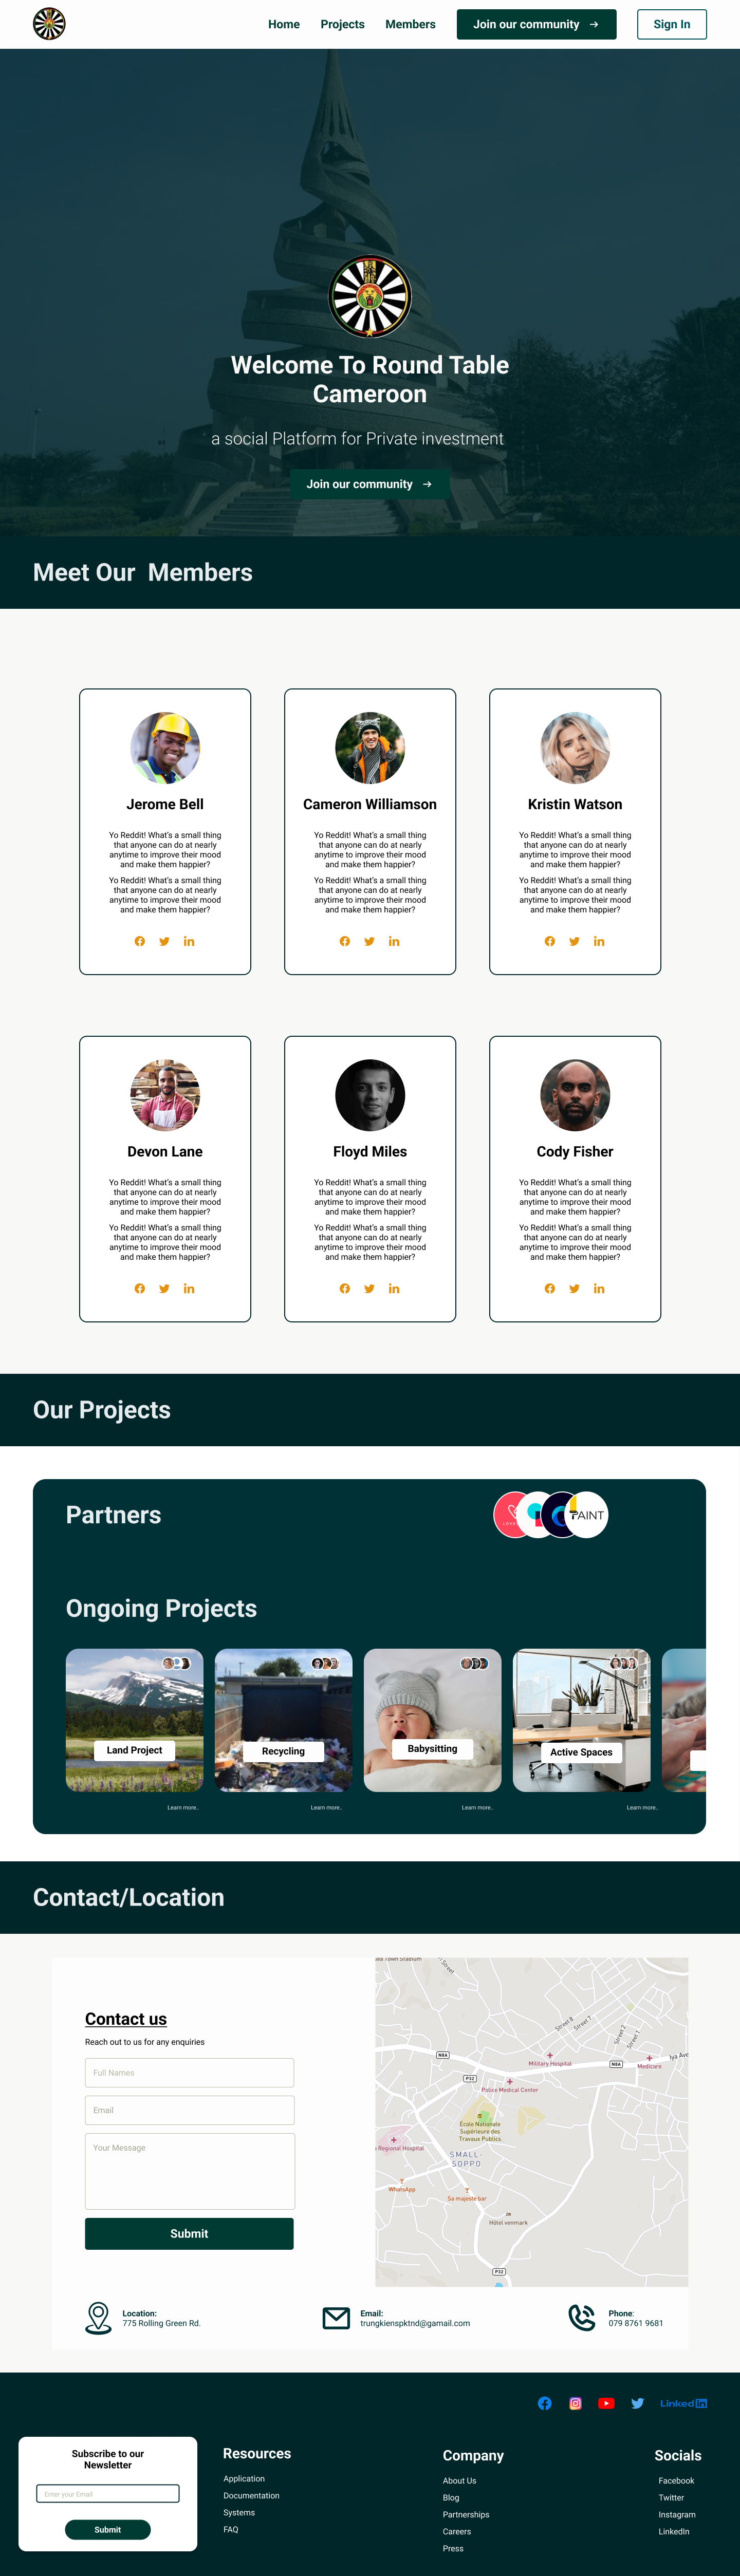 Home Projects Members Join our community → Sign In
Welcome To Round Table
Cameroon
a social Platform for Private investment
Join our community →
Meet Our Members
Jerome Bell
Yo Reddit! What's a small thing
that anyone can do at nearly
anytime to improve their mood
and make them happier?
Yo Reddit! What's a small thing
that anyone can do at nearly
anytime to improve their mood
and make them happier?
Cameron Williamson
Yo Reddit! What's a small thing
that anyone can do at nearly
anytime to improve their mood
and make them happier?
Yo Reddit! What's a small thing
that anyone can do at nearly
anytime to improve their mood
and make them happier?
Kristin Watson
Yo Reddit! What's a small thing
that anyone can do at nearly
anytime to improve their mood
and make them happier?
Yo Reddit! What's a small thing
that anyone can do at nearly
anytime to improve their mood
and make them happier?
Devon Lane
Yo Reddit! What's a small thing
that anyone can do at nearly
anytime to improve their mood
and make them happier?
Yo Reddit! What's a small thing
that anyone can do at nearly
anytime to improve their mood
and make them happier?
Floyd Miles
Yo Reddit! What's a small thing
that anyone can do at nearly
anytime to improve their mood
and make them happier?
Yo Reddit! What's a small thing
that anyone can do at nearly
anytime to improve their mood
and make them happier?
Cody Fisher
Yo Reddit! What's a small thing
that anyone can do at nearly
anytime to improve their mood
and make them happier?
Yo Reddit! What's a small thing
that anyone can do at nearly
anytime to improve their mood
and make them happier?
Our Projects
Partners
PAINT
Ongoing Projects
Land Project
Recycling
Babysitting
Active Spaces
Learn more..
Learn more..
Learn more..
Learn more..
Contact/Location
Contact us
Reach out to us for any enquiries
Full Names
Email
Your Message
Submit
Town Stadium
Street
Street 8
Street 7
Street 2
Street 1
Iya Ave
N8A
N8A
Military Hospital
Medicare
P32
Police Medical Center
École Nationale
Supérieure des
Travaux Publics
Regional Hospital
SMALL-
SOPPO
WhatsApp
Sa majeste bar
Hôtel venmark
P32
Location:
775 Rolling Green Rd.
Email:
trungkienspktnd@gamail.com
Phone:
079 8761 9681
Linked in
Subscribe to our
Newsletter
Enter your Email
Submit
Resources
Application
Documentation
Systems
FAQ
Company
About Us
Blog
Partnerships
Careers
Press
Socials
Facebook
Twitter
Instagram
LinkedIn